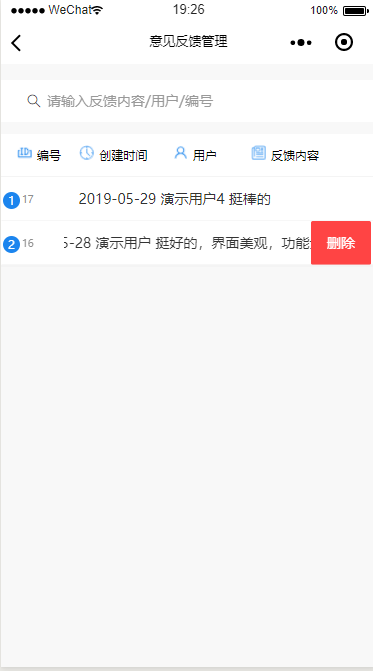 WeChat 19:26 100%
意见反馈管理
请输入反馈内容/用户/编号
编号 创建时间 用户 反馈内容
1 17 2019-05-29 演示用户4 挺棒的
2 16 5-28 演示用户 挺好的，界面美观，功能 删除